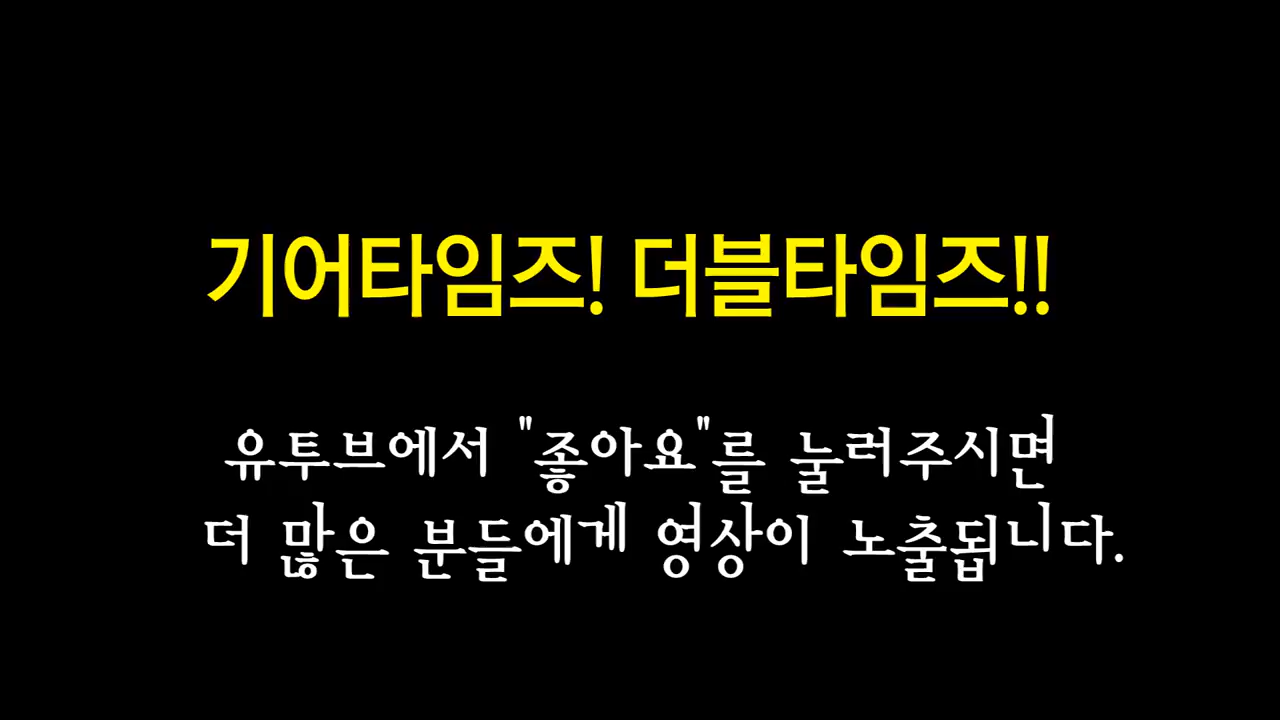 기어타임즈! 더블타임즈!!
유투브에서 "좋아요"를 눌러주시면
더 많은 분들에게 영상이 노출됩니다.